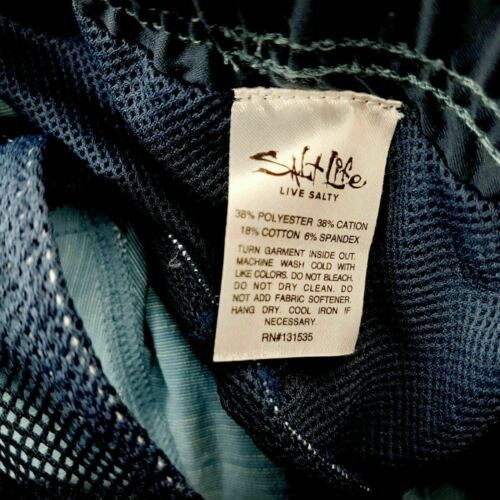 Salt Life
LIVE SALTY
38% POLYESTER 38% CATION
18% COTTON 6% SPANDEX
TURN GARMENT INSIDE OUT.
MACHINE WASH COLD WITH
LIKE COLORS. DO NOT BLEACH.
DO NOT DRY CLEAN. DO
NOT ADD FABRIC SOFTENER.
HANG DRY. COOL IRON IF
NECESSARY.
RN#131535